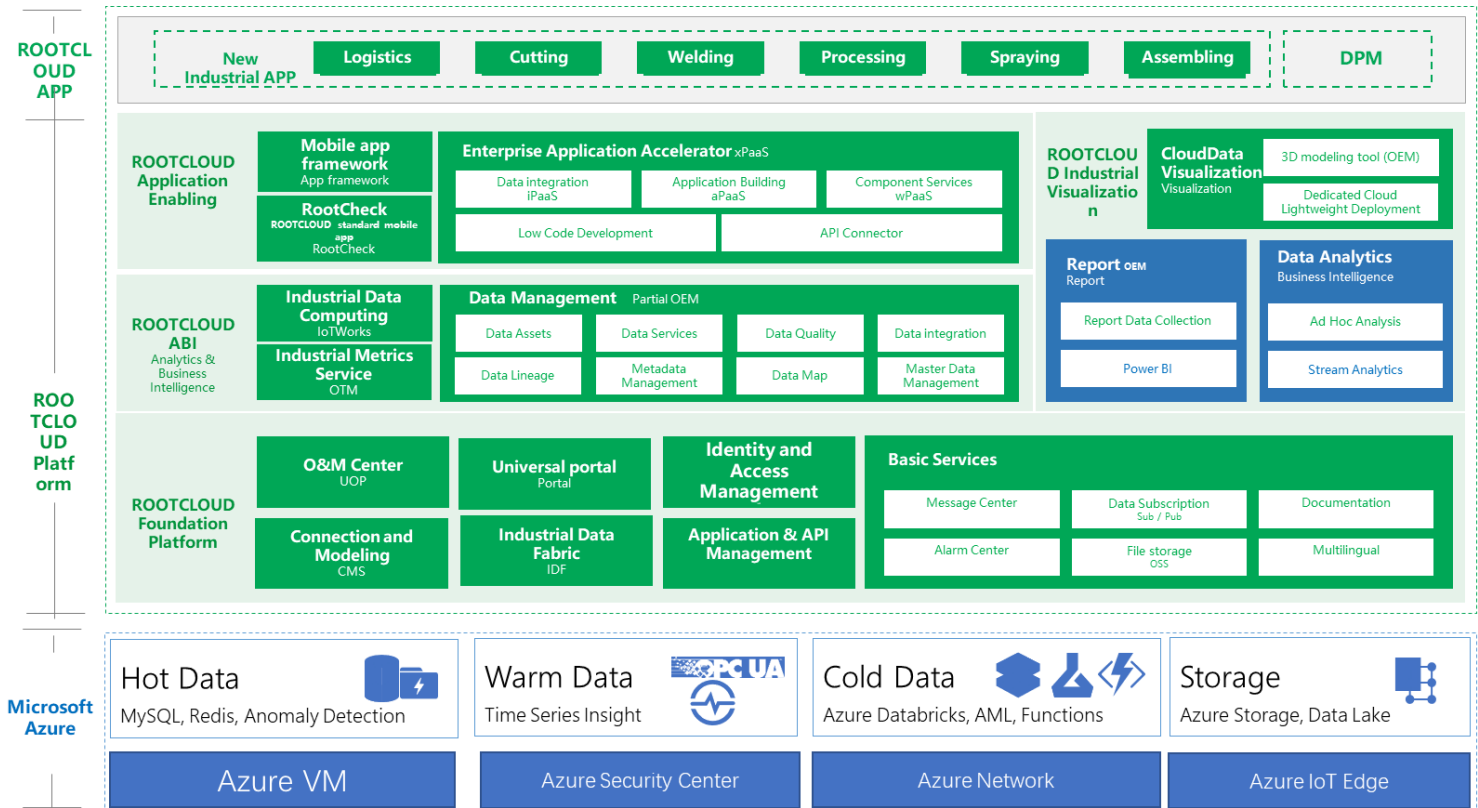 ROOTCL
OUD
APP
New
Industrial APP
Logistics
Cutting
Welding
Processing
Spraying
Assembling
DPM
ROO
TCLO
UD
Platf
orm
ROOTCLOUD
Application
Enabling
Mobile app
framework
App framework
RootCheck
ROOTCLOUD standard mobile
app
RootCheck
Enterprise Application Accelerator xPaaS
Data integration
iPaaS
Application Building
aPaaS
Component Services
wPaaS
Low Code Development
API Connector
ROOTCLOU
D Industrial
Visualizatio
n
CloudData
Visualization
Visualization
3D modeling tool (OEM)
Dedicated Cloud
Lightweight Deployment
Report OEM
Report
Report Data Collection
Power BI
Data Analytics
Business Intelligence
Ad Hoc Analysis
Stream Analytics
ROOTCLOUD
ABI
Analytics &
Business
Intelligence
Industrial Data
Computing
IoTWorks
Industrial Metrics
Service
OTM
Data Management Partial OEM
Data Assets
Data Services
Data Quality
Data integration
Data Lineage
Metadata
Management
Data Map
Master Data
Management
ROOTCLOUD
Foundation
Platform
O&M Center
UOP
Universal portal
Portal
Identity and
Access
Management
Connection and
Modeling
CMS
Industrial Data
Fabric
IDF
Application & API
Management
Basic Services
Message Center
Data Subscription
Sub / Pub
Documentation
Alarm Center
File storage
OSS
Multilingual
Microsoft
Azure
Hot Data
MySQL, Redis, Anomaly Detection
Warm Data
OPC UA
Time Series Insight
Cold Data
Azure Databricks, AML, Functions
Storage
Azure Storage, Data Lake
Azure VM
Azure Security Center
Azure Network
Azure IoT Edge